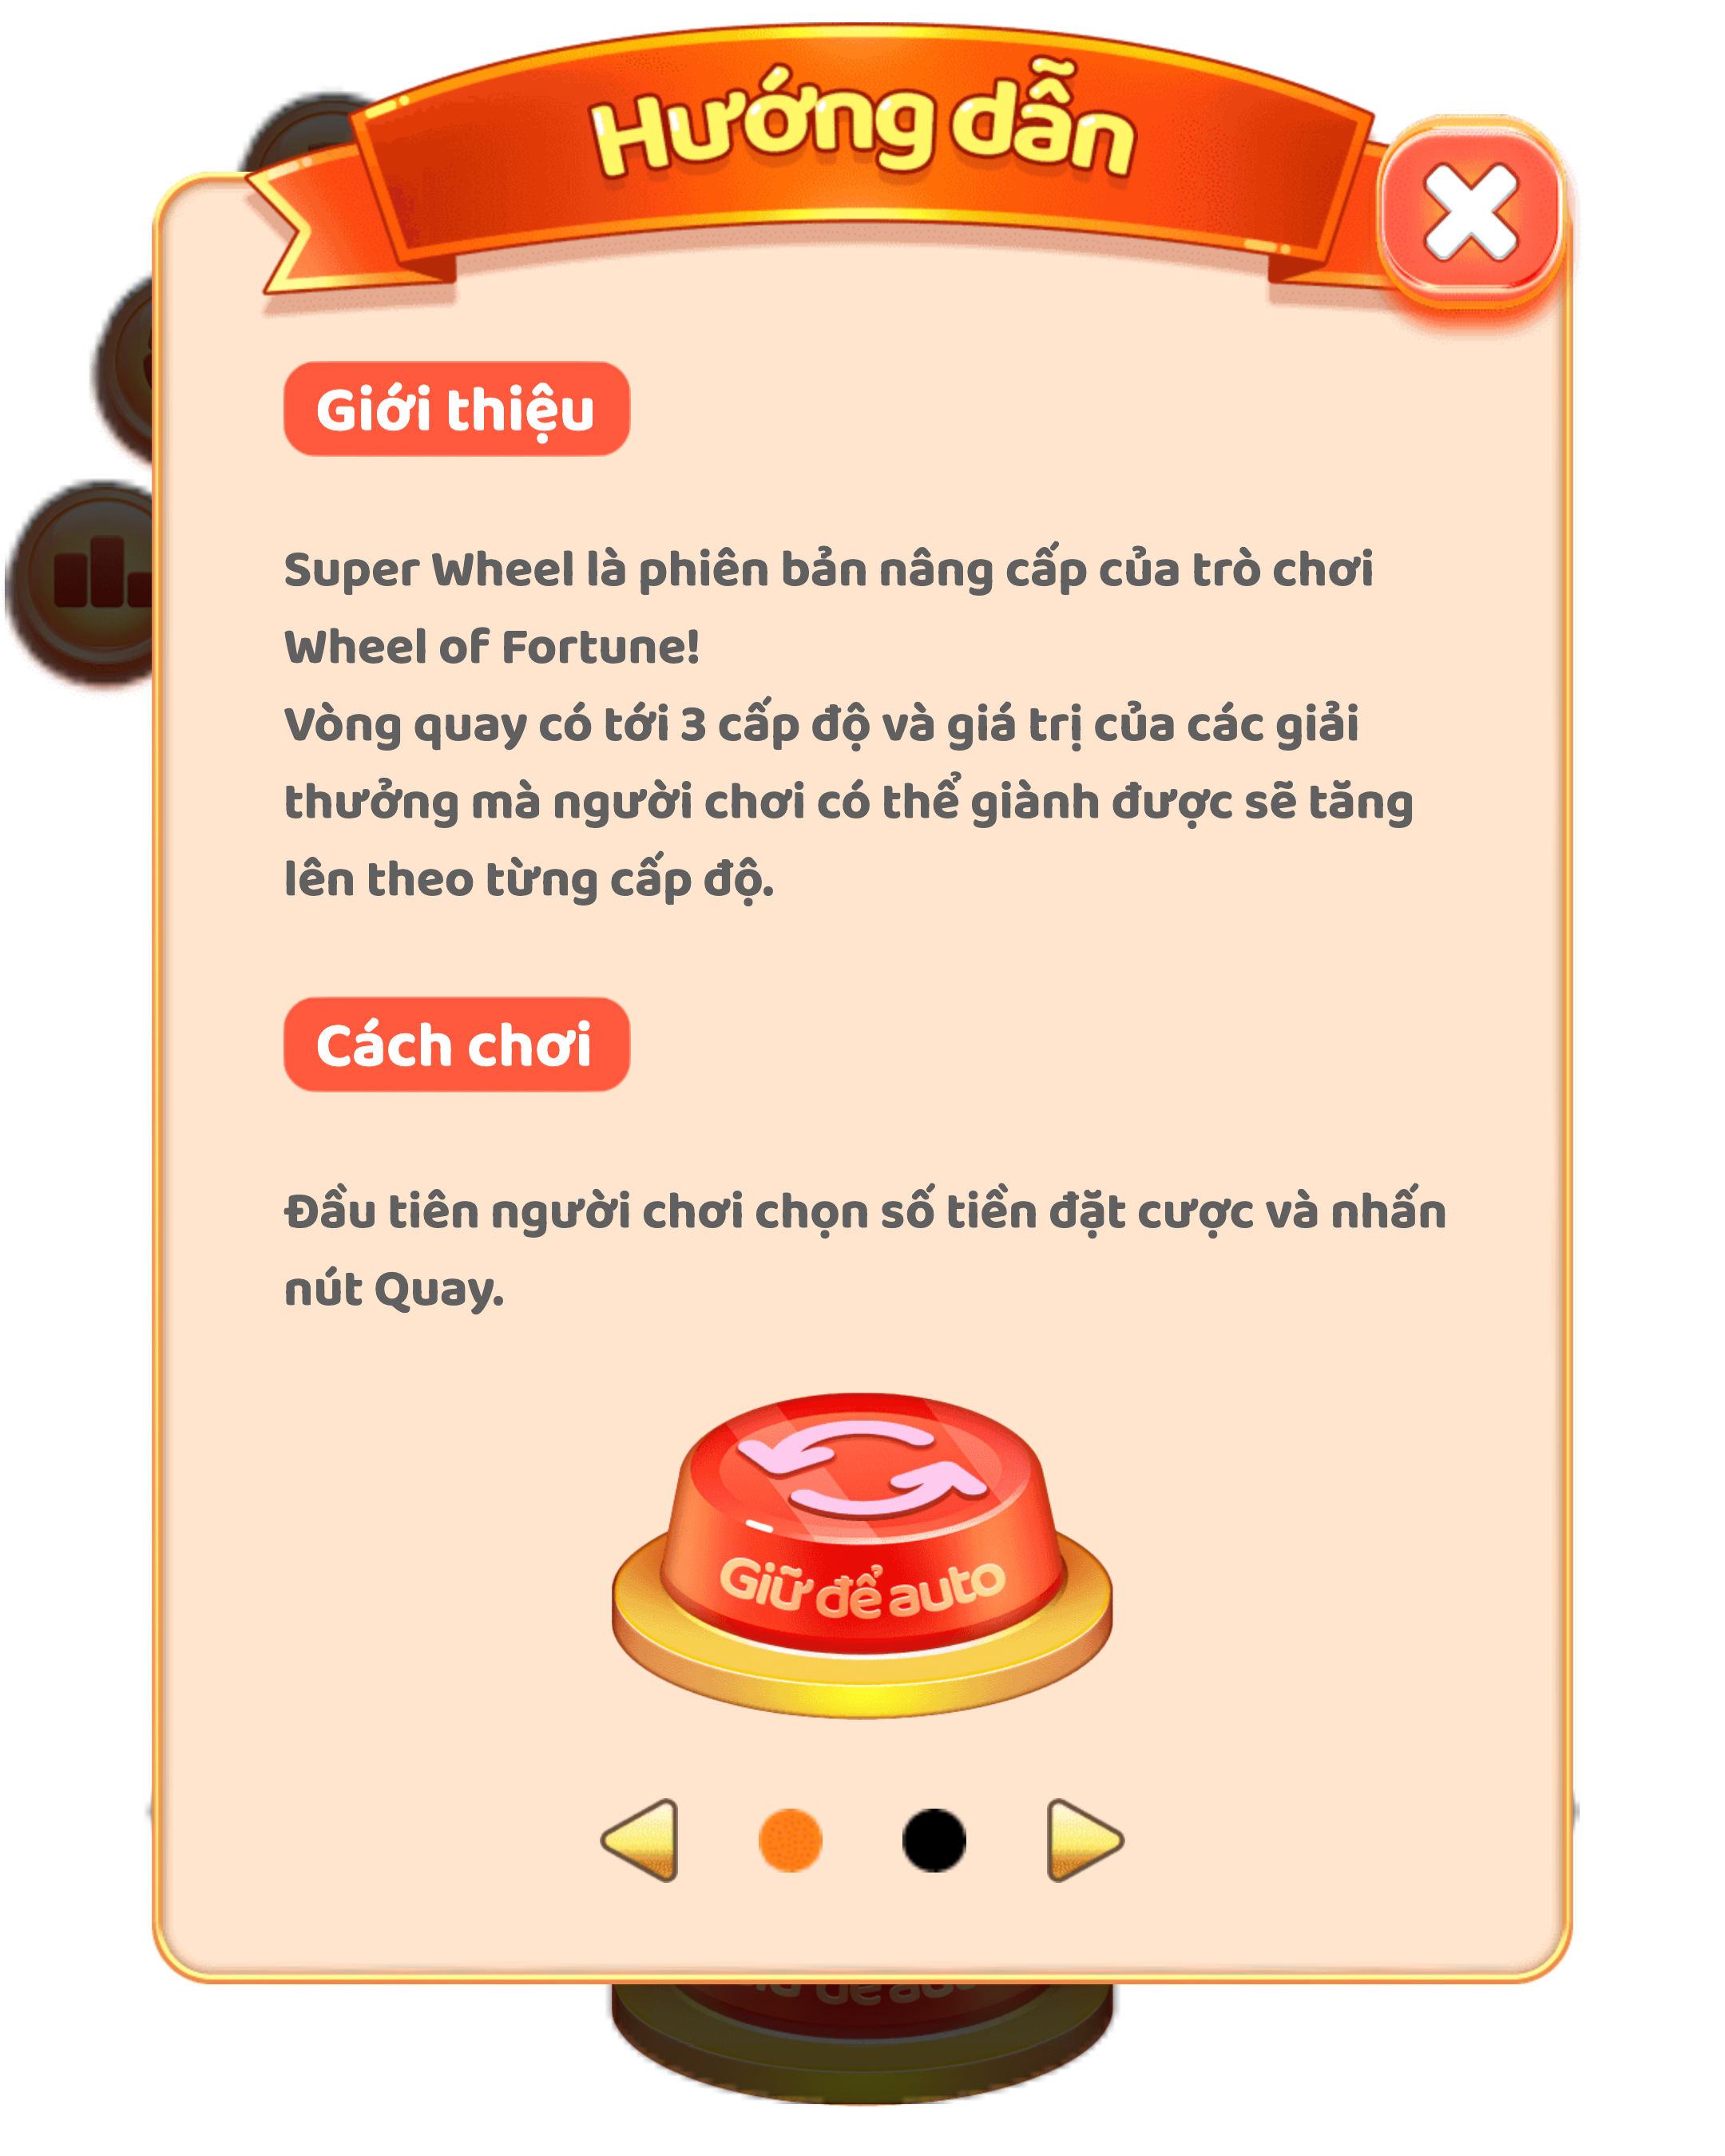 Hướng dẫn
Giới thiệu
Super Wheel là phiên bản nâng cấp của trò chơi
Wheel of Fortune!
Vòng quay có tới 3 cấp độ và giá trị của các giải
thưởng mà người chơi có thể giành được sẽ tăng
lên theo từng cấp độ.
Cách chơi
Đầu tiên người chơi chọn số tiền đặt cược và nhấn
nút Quay.
Giữ để auto